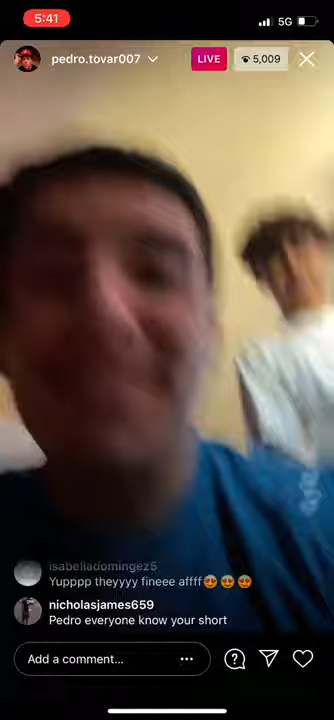 5:41
5G
pedro.tovar007
LIVE
5,009
isabelladomingez5
Yupppp theyyyy fineee affff😍😍😍
nicholasjames659
Pedro everyone know your short
Add a comment...